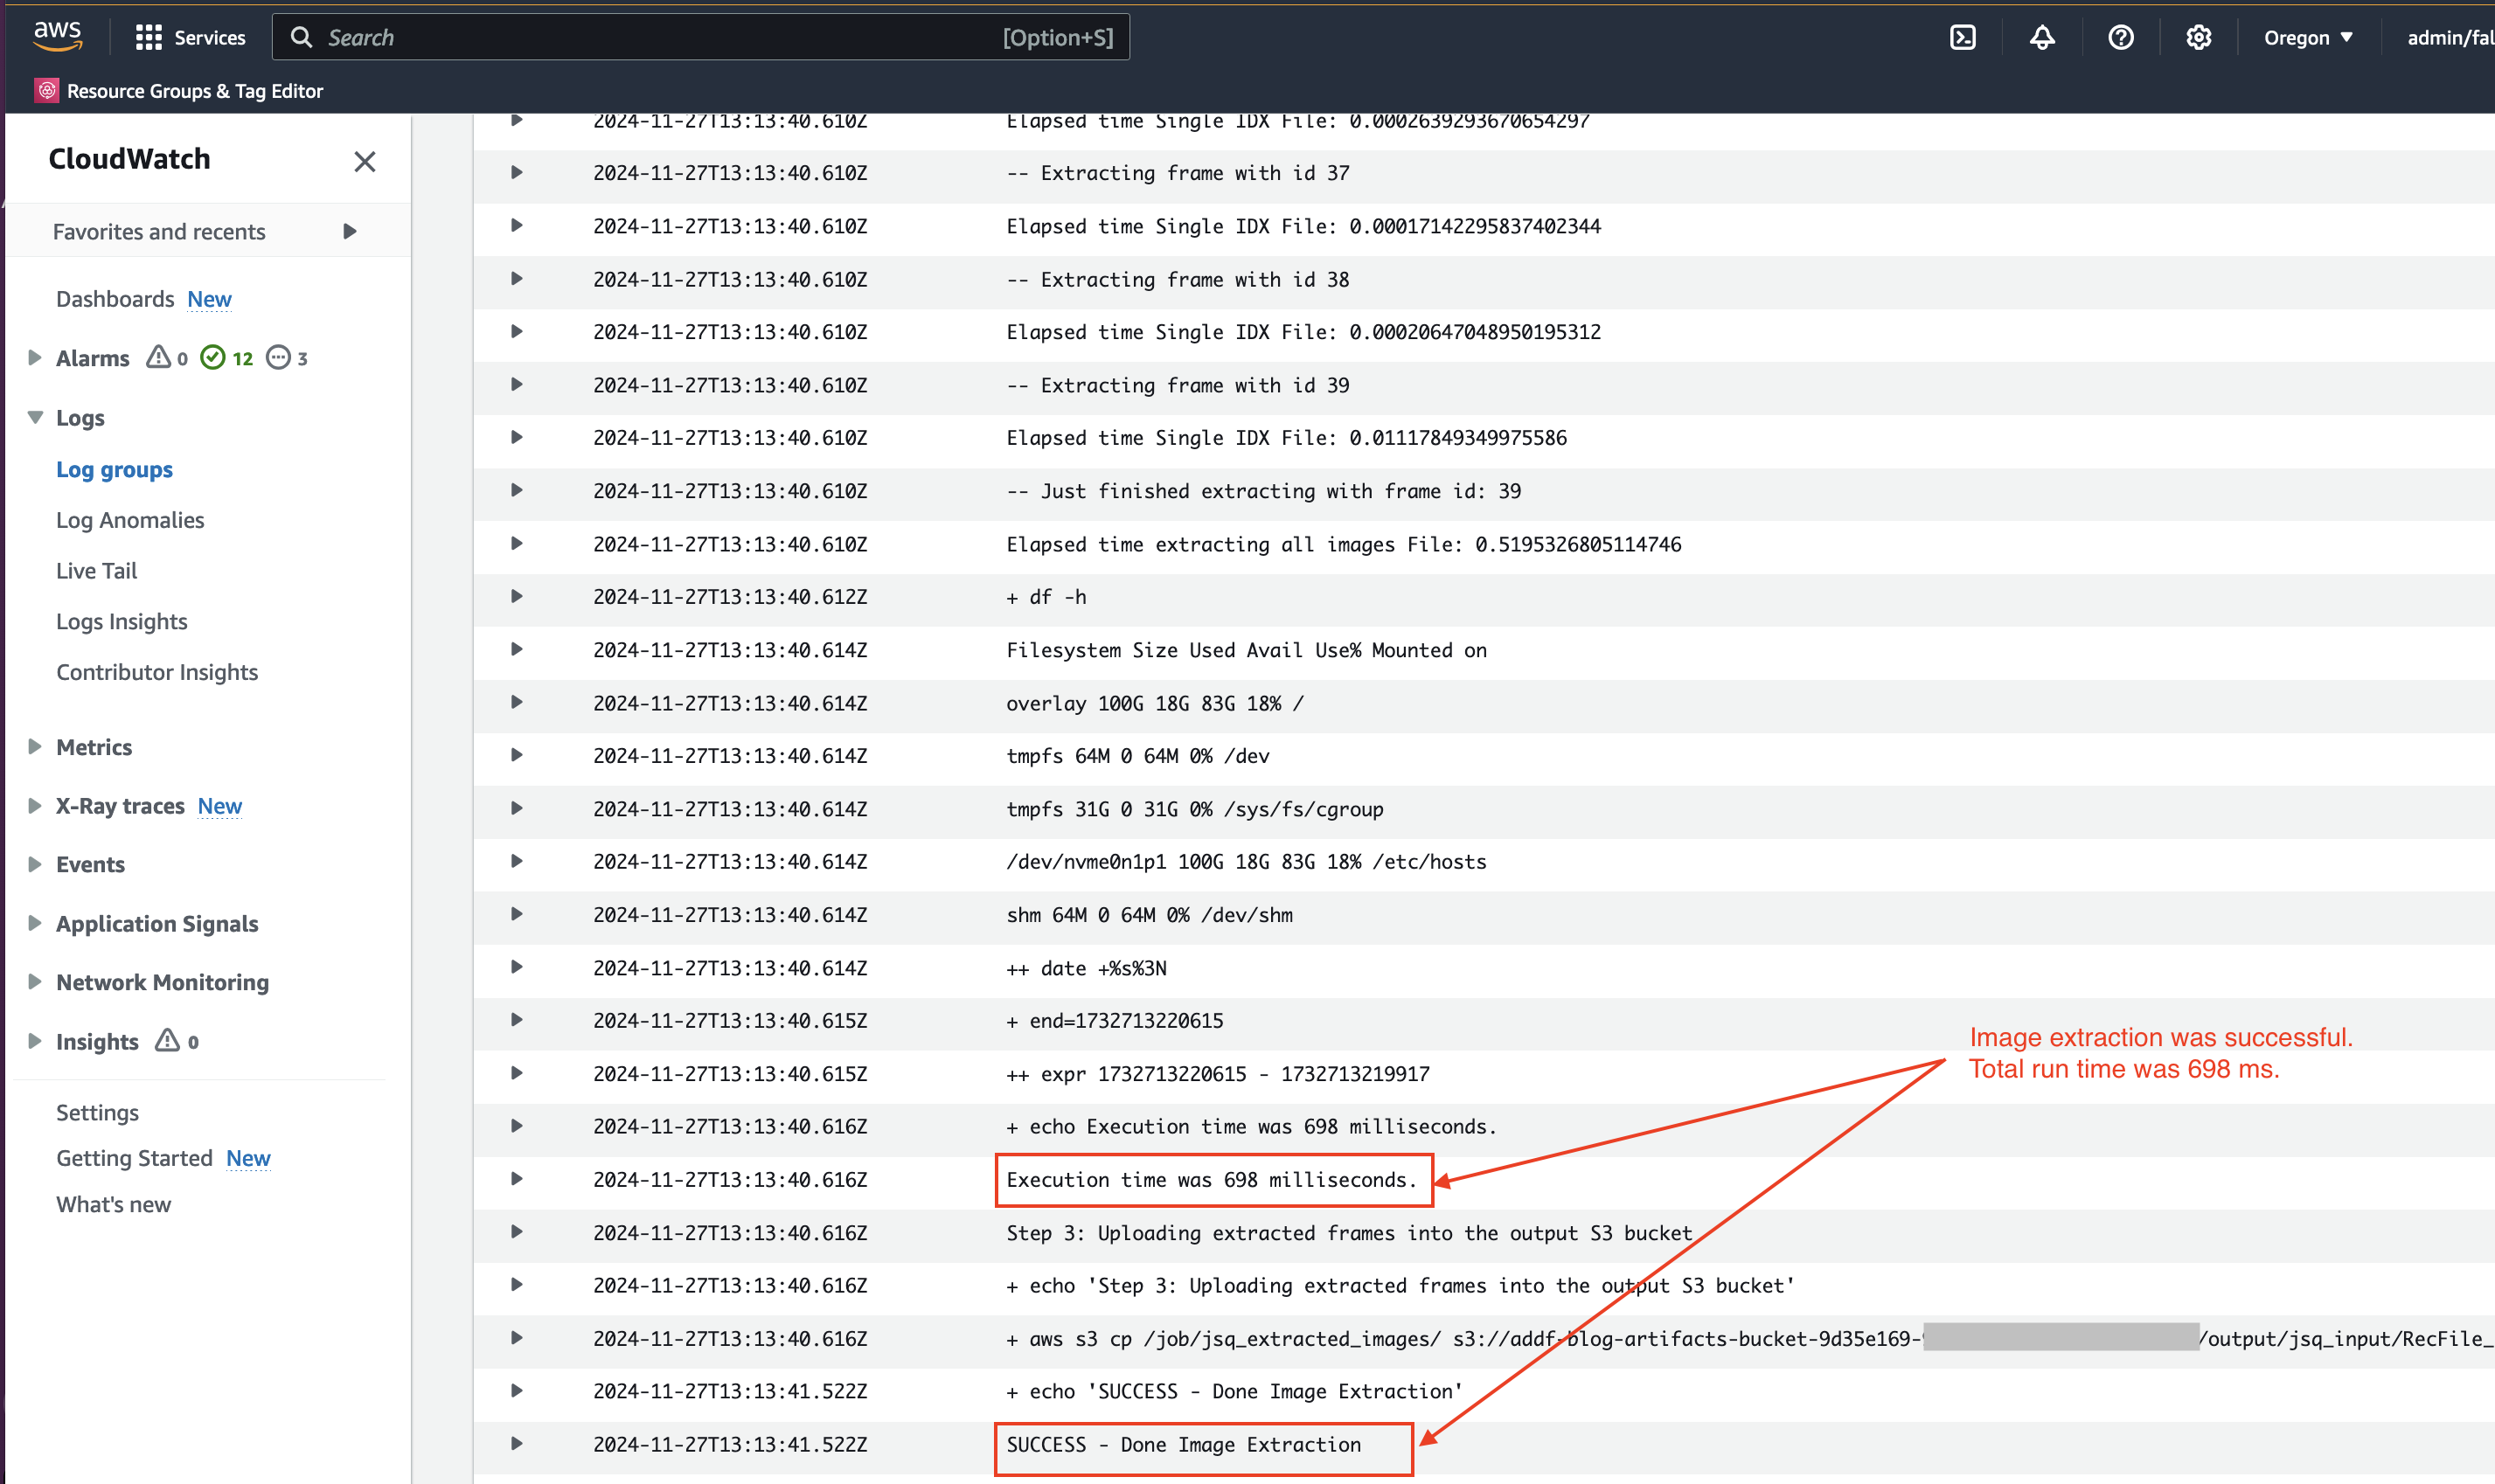 aws
Services
Search
[Option+S]
Oregon
admin/fal
Resource Groups & Tag Editor
CloudWatch
Favorites and recents
Dashboards New
Alarms 0 12 3
Logs
Log groups
Log Anomalies
Live Tail
Logs Insights
Contributor Insights
Metrics
X-Ray traces New
Events
Application Signals
Network Monitoring
Insights 0
Settings
Getting Started New
What's new
2024-11-27T13:13:40.610Z Elapsed time Single IDX File: 0.0002639293670654297
2024-11-27T13:13:40.610Z -- Extracting frame with id 37
2024-11-27T13:13:40.610Z Elapsed time Single IDX File: 0.00017142295837402344
2024-11-27T13:13:40.610Z -- Extracting frame with id 38
2024-11-27T13:13:40.610Z Elapsed time Single IDX File: 0.00020647048950195312
2024-11-27T13:13:40.610Z -- Extracting frame with id 39
2024-11-27T13:13:40.610Z Elapsed time Single IDX File: 0.01117849349975586
2024-11-27T13:13:40.610Z -- Just finished extracting with frame id: 39
2024-11-27T13:13:40.610Z Elapsed time extracting all images File: 0.5195326805114746
2024-11-27T13:13:40.612Z + df -h
2024-11-27T13:13:40.614Z Filesystem Size Used Avail Use% Mounted on
2024-11-27T13:13:40.614Z overlay 100G 18G 83G 18% /
2024-11-27T13:13:40.614Z tmpfs 64M 0 64M 0% /dev
2024-11-27T13:13:40.614Z tmpfs 31G 0 31G 0% /sys/fs/cgroup
2024-11-27T13:13:40.614Z /dev/nvme0n1p1 100G 18G 83G 18% /etc/hosts
2024-11-27T13:13:40.614Z shm 64M 0 64M 0% /dev/shm
2024-11-27T13:13:40.614Z ++ date +%s%3N
2024-11-27T13:13:40.615Z + end=1732713220615
2024-11-27T13:13:40.615Z ++ expr 1732713220615 - 1732713219917
2024-11-27T13:13:40.616Z + echo Execution time was 698 milliseconds.
2024-11-27T13:13:40.616Z Execution time was 698 milliseconds.
2024-11-27T13:13:40.616Z Step 3: Uploading extracted frames into the output S3 bucket
2024-11-27T13:13:40.616Z + echo 'Step 3: Uploading extracted frames into the output S3 bucket'
2024-11-27T13:13:40.616Z + aws s3 cp /job/jsq_extracted_images/ s3://addf-blog-artifacts-bucket-9d35e169- /output/jsq_input/RecFile_
2024-11-27T13:13:41.522Z + echo 'SUCCESS - Done Image Extraction'
2024-11-27T13:13:41.522Z SUCCESS - Done Image Extraction
Image extraction was successful.
Total run time was 698 ms.